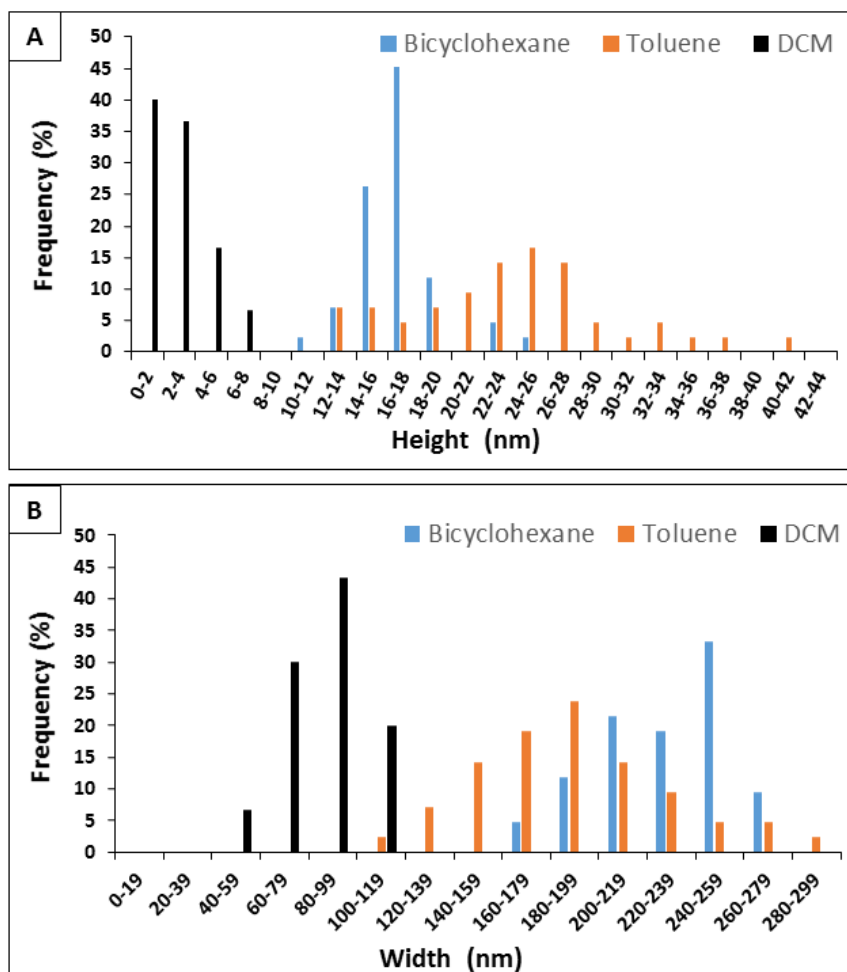 A
Bicyclohexane Toluene DCM
50
45
40
35
30
25
20
15
10
5
0
Frequency (%)
0-2 2-4 4-6 6-8 8-10 10-12 12-14 14-16 16-18 18-20 20-22 22-24 24-26 26-28 28-30 30-32 32-34 34-36 36-38 38-40 40-42 42-44
Height (nm)
B
Bicyclohexane Toluene DCM
50
45
40
35
30
25
20
15
10
5
0
Frequency (%)
0-19 20-39 40-59 60-79 80-99 100-119 120-139 140-159 160-179 180-199 200-219 220-239 240-259 260-279 280-299
Width (nm)